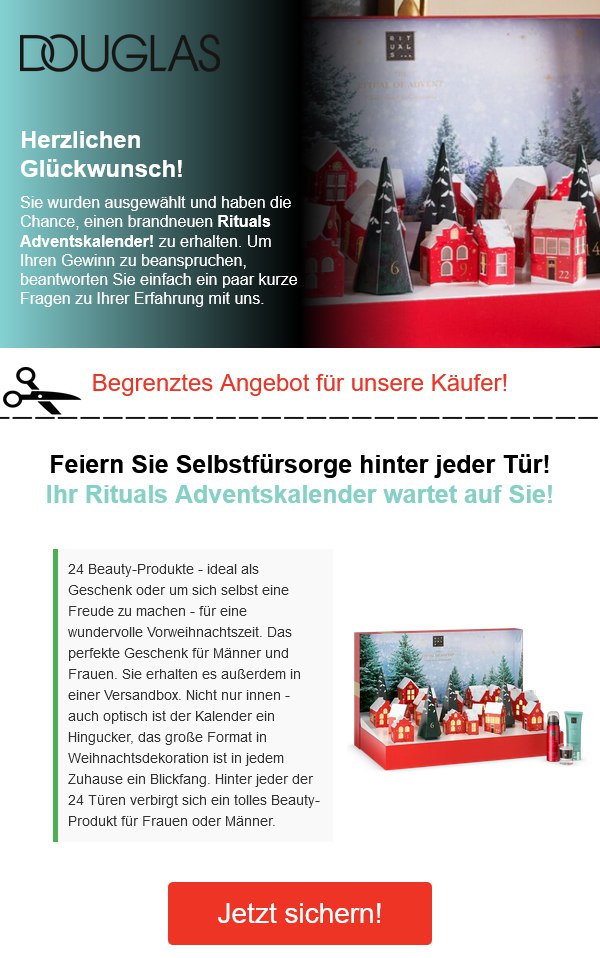 DOUGLAS
RITUALS...
Herzlichen
Glückwunsch!
Sie wurden ausgewählt und haben die
Chance, einen brandneuen Rituals
Adventskalender! zu erhalten. Um
Ihren Gewinn zu beanspruchen,
beantworten Sie einfach ein paar kurze
Fragen zu Ihrer Erfahrung mit uns.
6
9
14
22
Begrenztes Angebot für unsere Käufer!
Feiern Sie Selbstfürsorge hinter jeder Tür!
Ihr Rituals Adventskalender wartet auf Sie!
24 Beauty-Produkte - ideal als
Geschenk oder um sich selbst eine
Freude zu machen - für eine
wundervolle Vorweihnachtszeit. Das
perfekte Geschenk für Männer und
Frauen. Sie erhalten es außerdem in
einer Versandbox. Nicht nur innen -
auch optisch ist der Kalender ein
Hingucker, das große Format in
Weihnachtsdekoration ist in jedem
Zuhause ein Blickfang. Hinter jeder der
24 Türen verbirgt sich ein tolles Beauty-
Produkt für Frauen oder Männer.
6
Jetzt sichern!